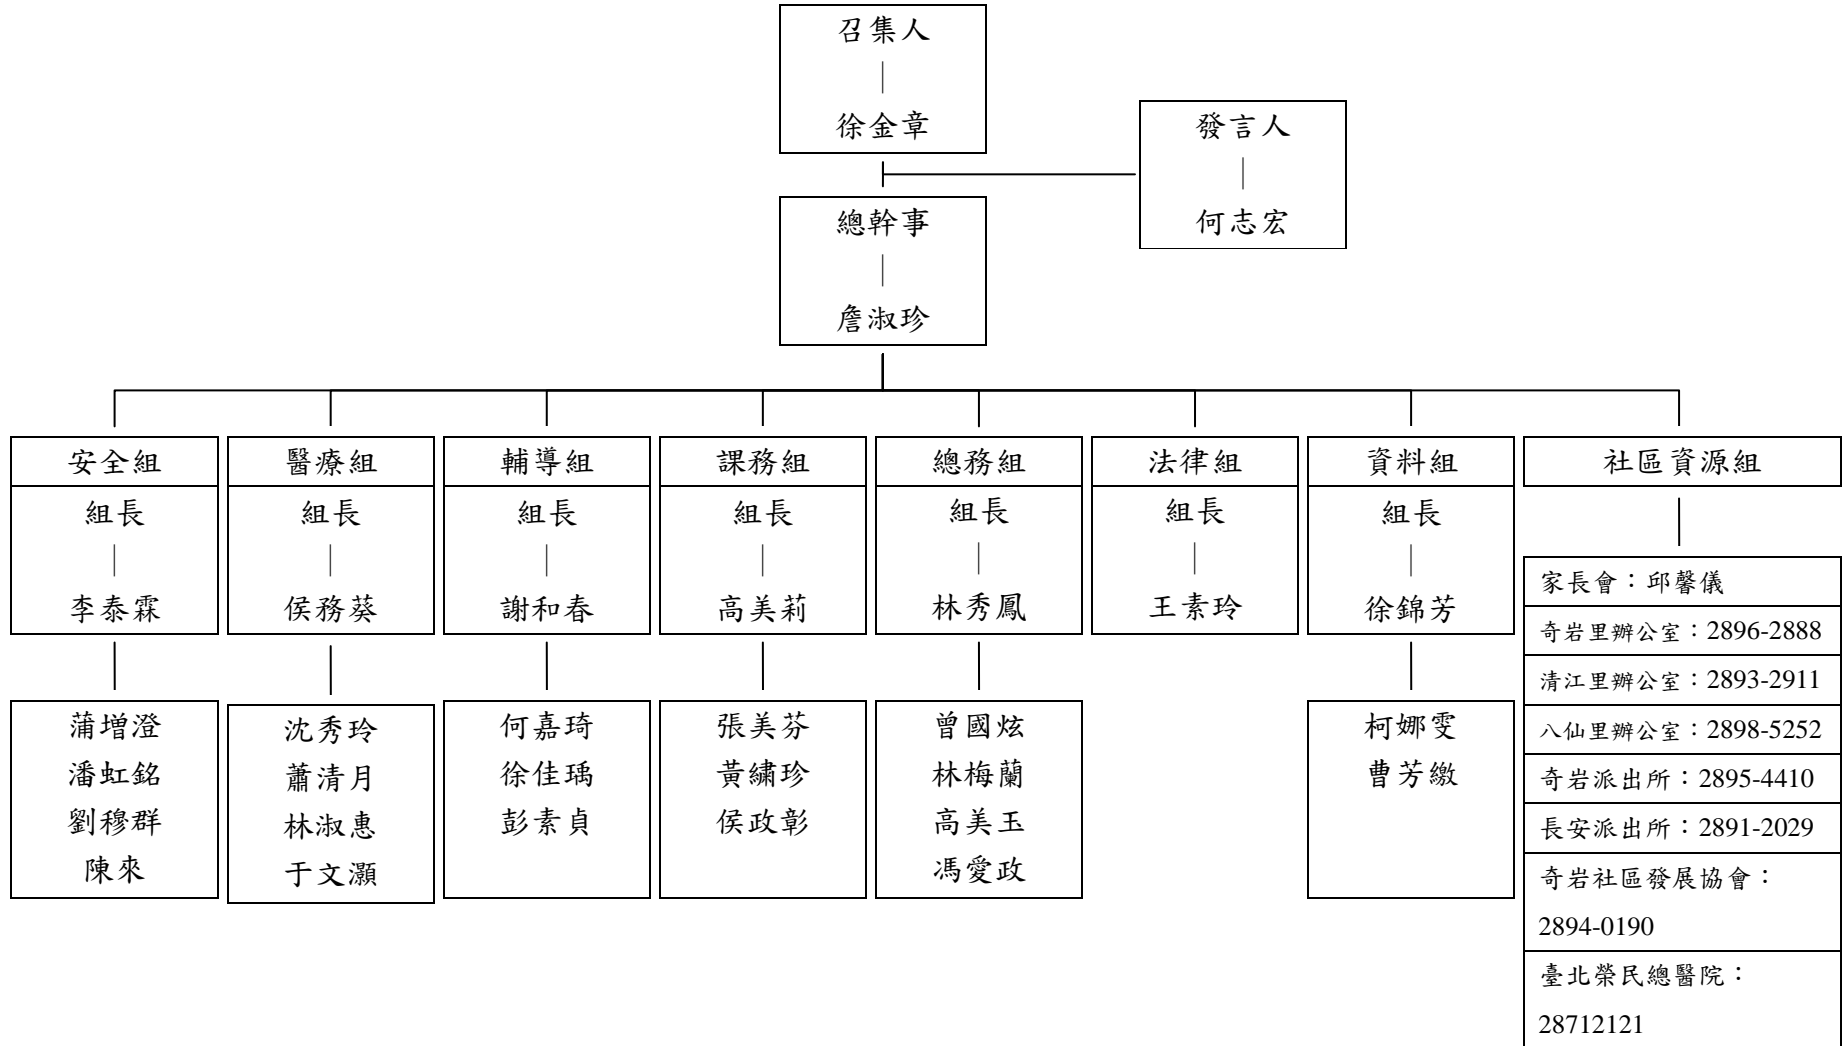 召集人
徐金章
發言人
何志宏
總幹事
詹淑珍
安全組
組長
李泰霖
蒲增澄
潘虹銘
劉穆群
陳來
醫療組
組長
侯務葵
沈秀玲
蕭清月
林淑惠
于文灝
輔導組
組長
謝和春
何嘉琦
徐佳瑀
彭素貞
課務組
組長
高美莉
張美芬
黃繡珍
侯政彰
總務組
組長
林秀鳳
曾國炫
林梅蘭
高美玉
馮愛政
法律組
組長
王素玲
資料組
組長
徐錦芳
柯娜雯
曹芳繳
社區資源組
家長會：邱馨儀
奇岩里辦公室：2896-2888
清江里辦公室：2893-2911
八仙里辦公室：2898-5252
奇岩派出所：2895-4410
長安派出所：2891-2029
奇岩社區發展協會：
2894-0190
臺北榮民總醫院：
28712121